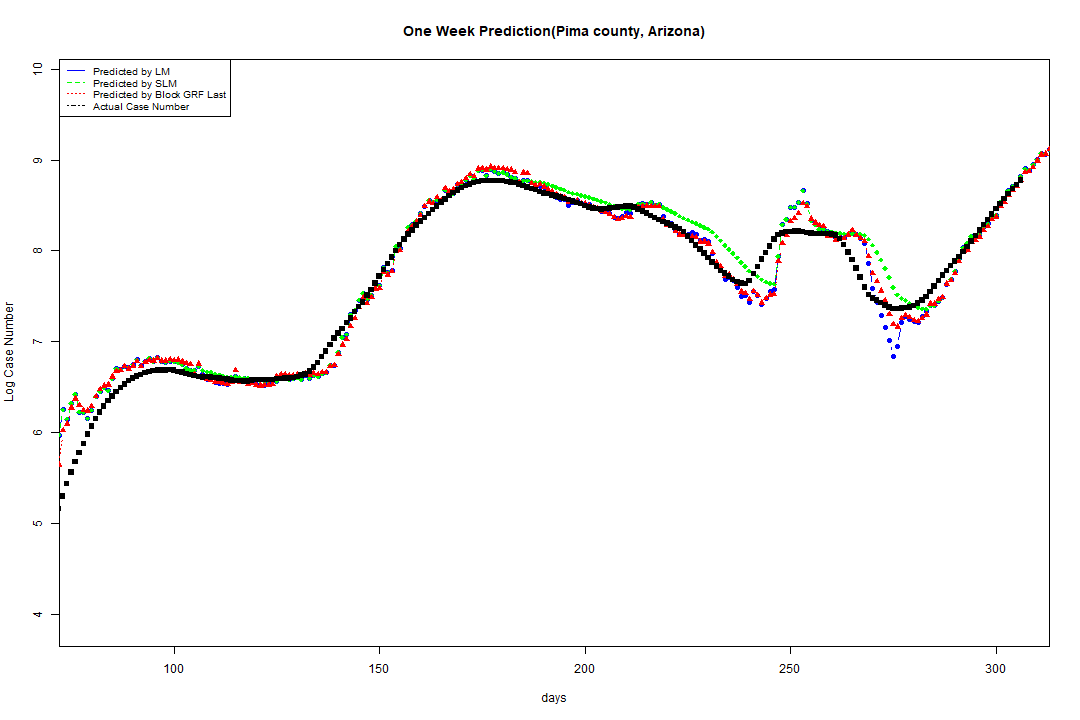 One Week Prediction(Pima county, Arizona)
Predicted by LM
Predicted by SLM
Predicted by Block GRF Last
Actual Case Number
10
9
8
7
6
5
4
Log Case Number
100 150 200 250 300
days